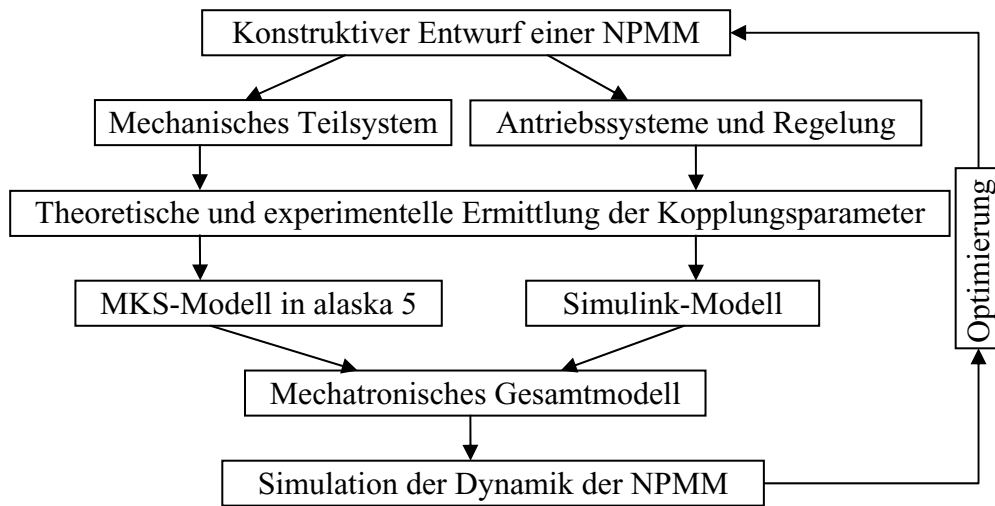 Konstruktiver Entwurf einer NPMM
Mechanisches Teilsystem
Antriebssysteme und Regelung
Theoretische und experimentelle Ermittlung der Kopplungsparameter
MKS-Modell in alaska 5
Simulink-Modell
Mechatronisches Gesamtmodell
Simulation der Dynamik der NPMM
Optimierung